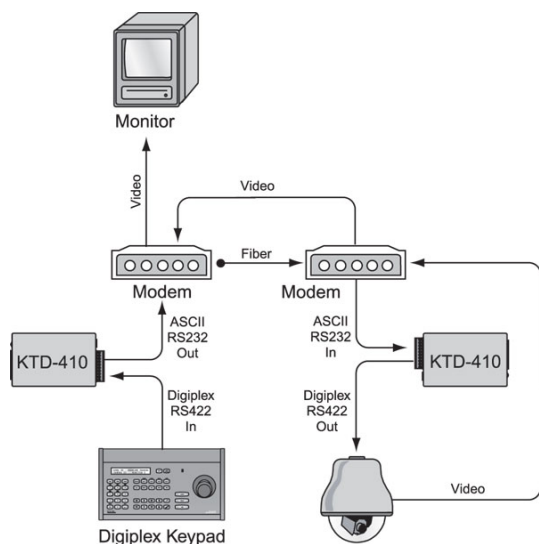 Monitor
Video
Video
Fiber
Modem
Modem
ASCII
RS232
Out
ASCII
RS232
In
KTD-410
KTD-410
Digiplex
RS422
In
Digiplex
RS422
Out
Video
Digiplex Keypad